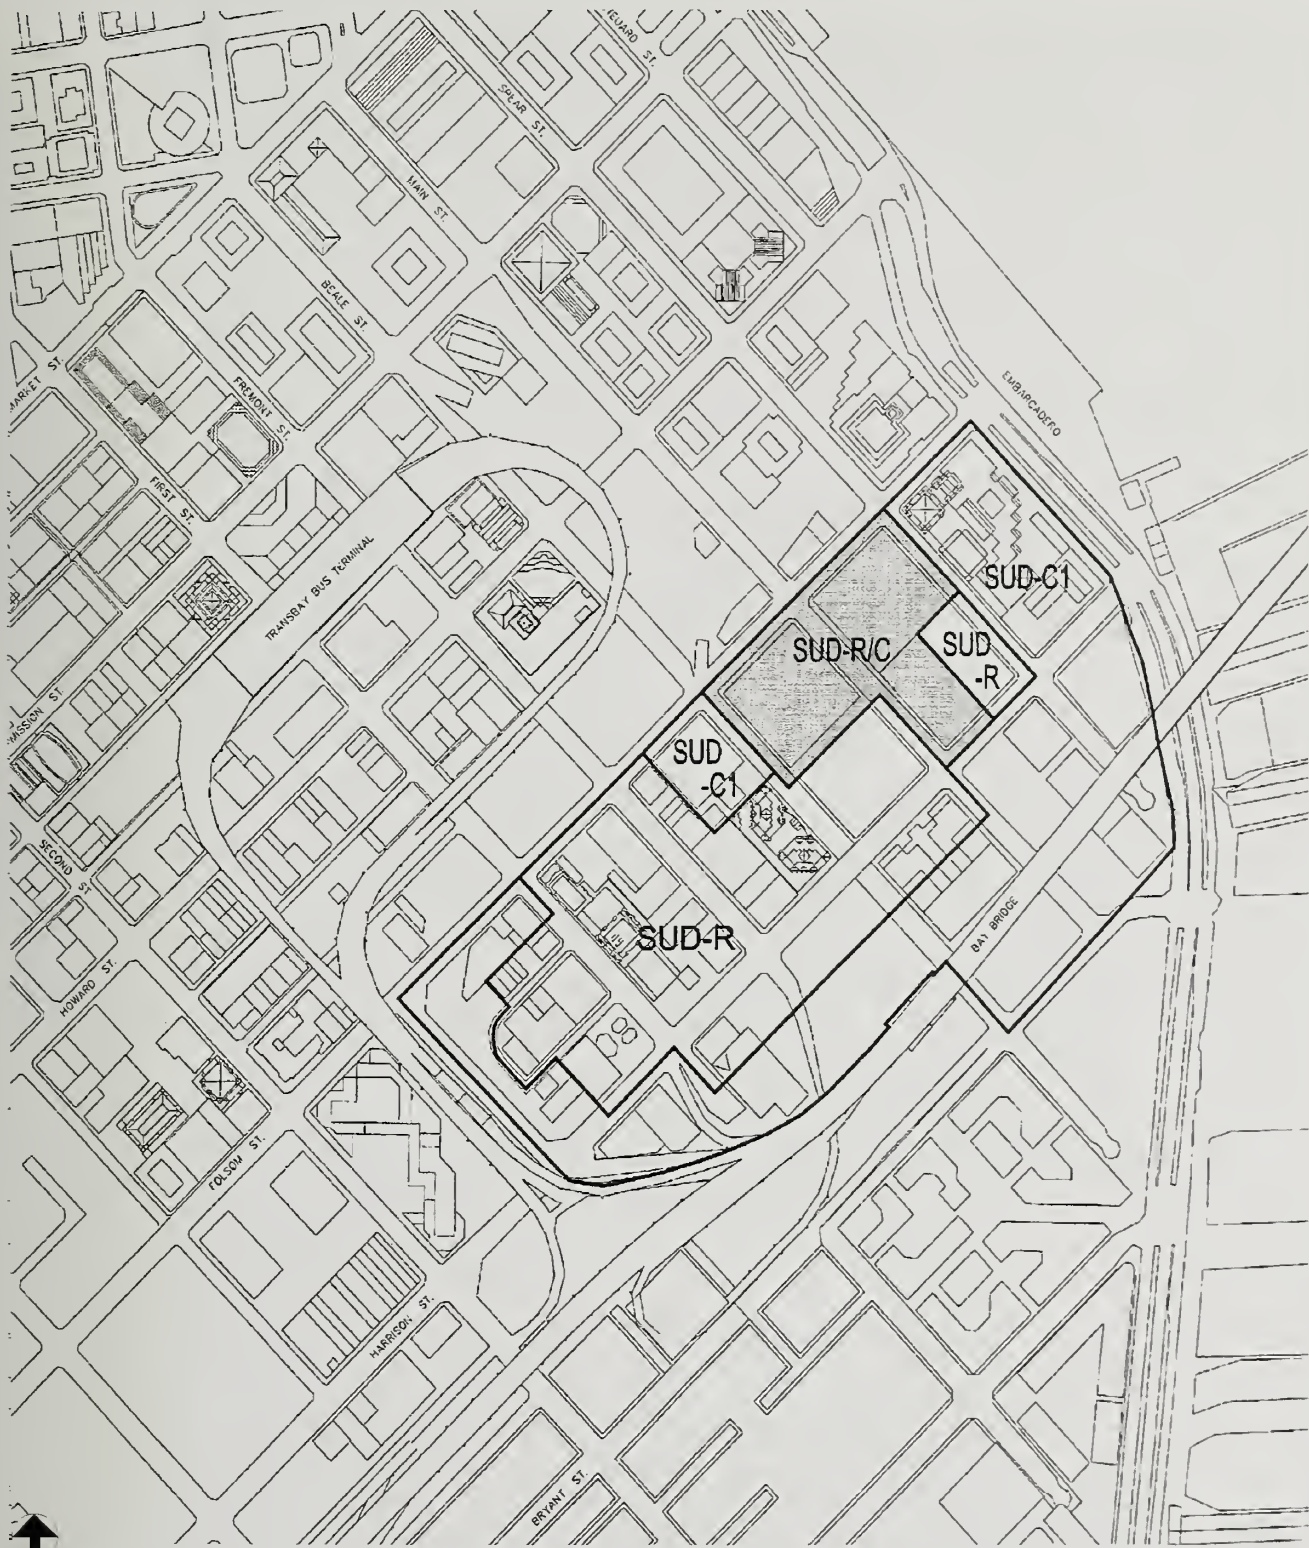 SPEAR ST.
MAIN ST.
BEALE ST.
FREMONT ST.
MARKET ST.
FIRST ST.
EMBARCADERO
TRANSBAY BUS TERMINAL
SUD-C1
SUD-R/C
SUD
-R
SUD
-C1
MISSION ST.
SECOND ST.
SUD-R
BAY BRIDGE
HOWARD ST.
FOLSOM ST.
HARRISON ST.
BRYANT ST.